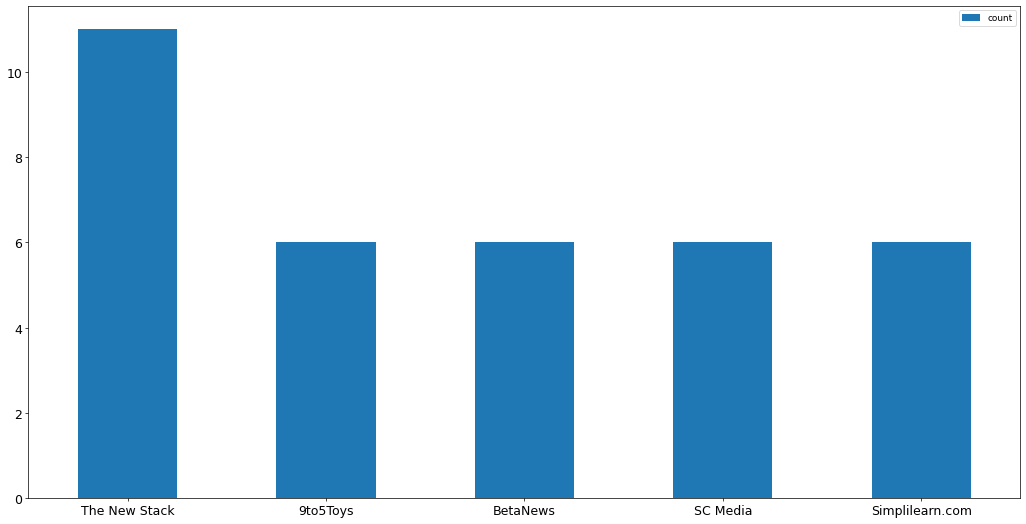 count
10
8
6
4
2
0
The New Stack
9to5Toys
BetaNews
SC Media
Simplilearn.com